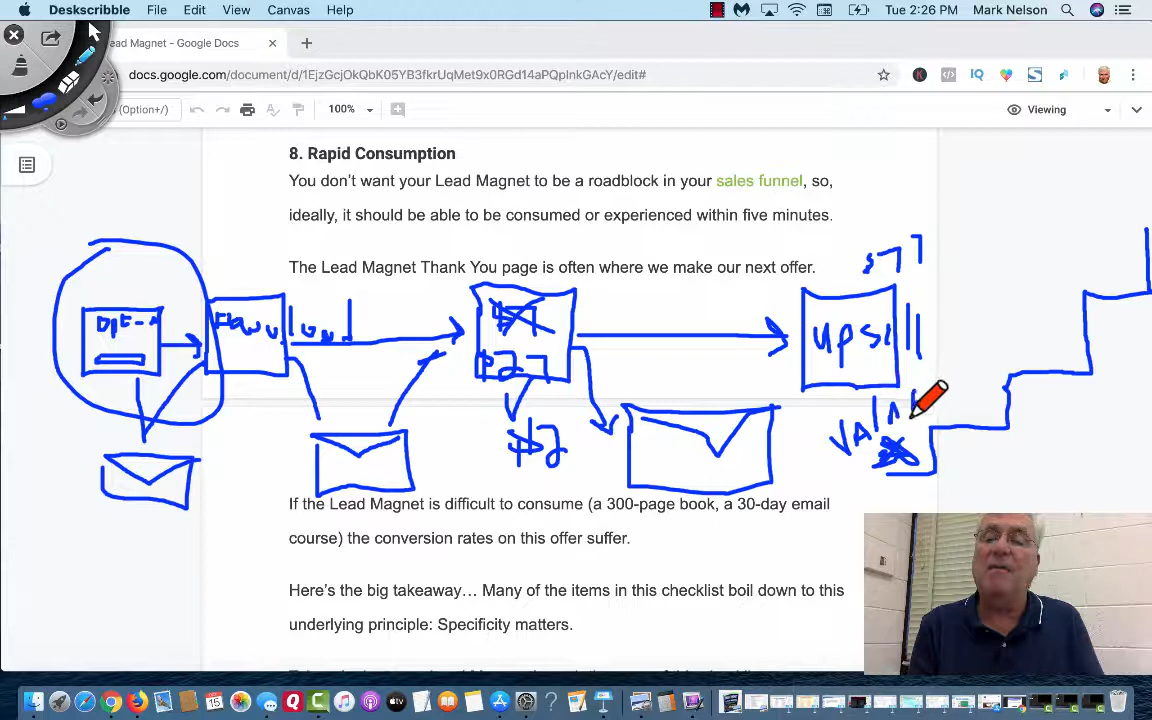 Deskscribble File Edit View Canvas Help Tue 2:26 PM Mark Nelson
Lead Magnet - Google Docs
docs.google.com/document/d/1EjzGcjOkQbK05YB3fkrUqMet9x0RGd14aPQpInkGAcY/edit#
(Option+/) 100% Viewing
8. Rapid Consumption
You don’t want your Lead Magnet to be a roadblock in your sales funnel, so,
ideally, it should be able to be consumed or experienced within five minutes.
The Lead Magnet Thank You page is often where we make our next offer.
$27
upsell
$2
If the Lead Magnet is difficult to consume (a 300-page book, a 30-day email
course) the conversion rates on this offer suffer.
Here’s the big takeaway… Many of the items in this checklist boil down to this
underlying principle: Specificity matters.